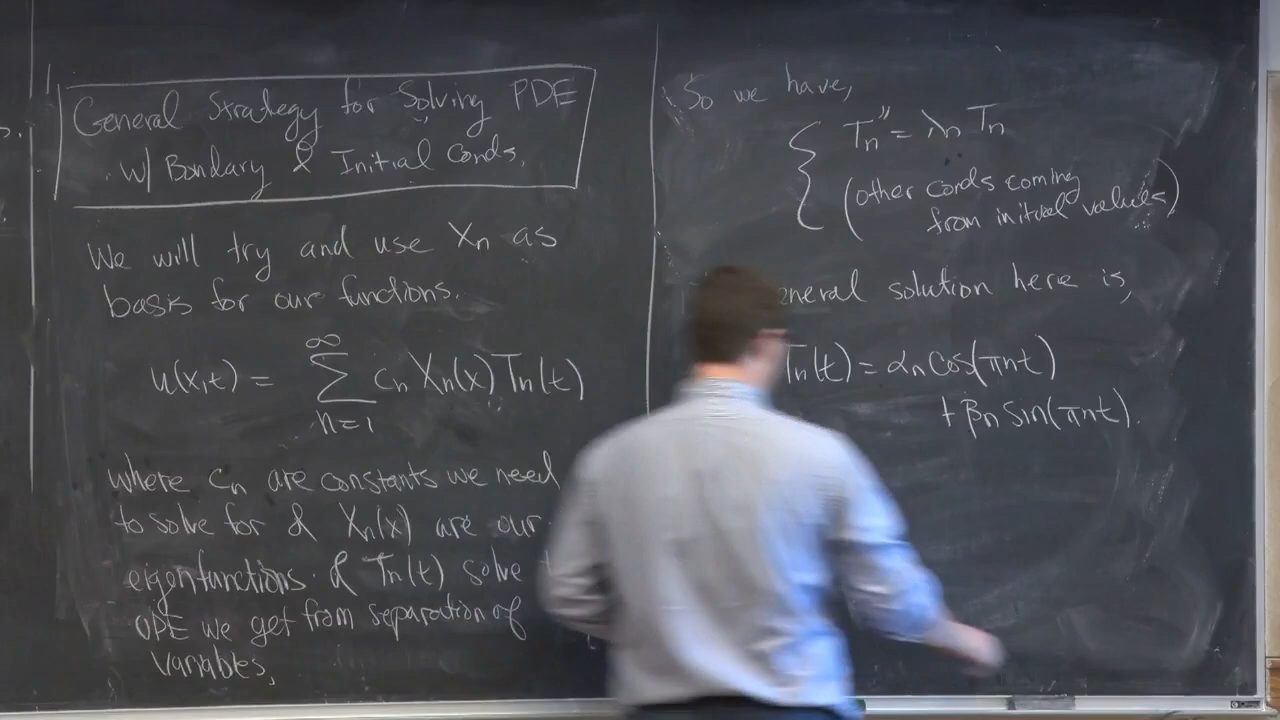 General Strategy for Solving PDE
w/ Bondary & Initial Conds.
We will try and use Xn as
basis for our functions.
u(x,t) = ∑_{n=1}^{∞} cn Xn(x) Tn(t)
where cn are constants we need
to solve for & Xn(x) are our
eigenfunctions & Tn(t) solve
ODE we get from separation of
variables,
So we have,
{ Tn'' = λn Tn
(other conds coming
from initial values)
solution here is,
Tn(t) = αn Cos(πnt)
+ βn Sin(πnt).